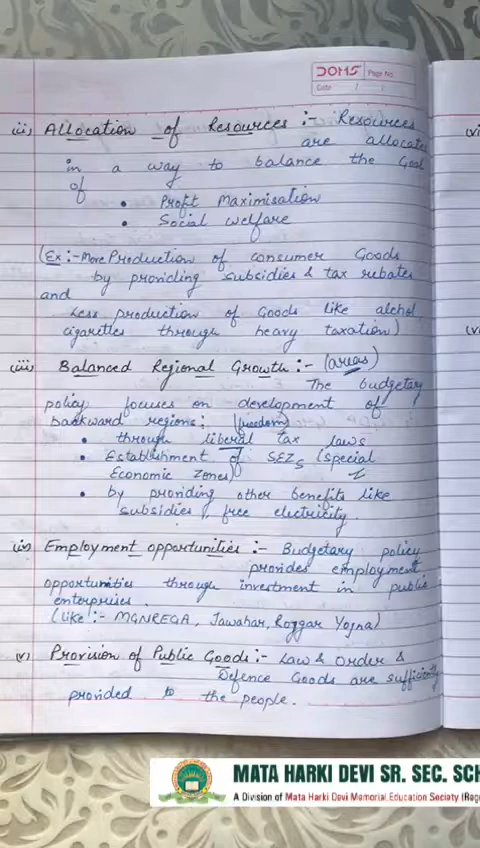 DOMS Page No.
Date / /
ii) Allocation of Resources :- Resources
are allocate
in a way to balance the Goal
of
• Profit Maximisation
• Social welfare
(Ex :- More Production of consumer Goods
by providing subsidies & tax rebates
and
Less production of Goods like alchol,
cigarettes through heavy taxation)
iii) Balanced Regional Growth :- (areas)
The budgetary
policy focuses on development of
backward regions: (freedom)
• through liberal tax laws
• Establishment of SEZs (special
Economic Zones)
• by providing other benefits like
subsidies, free electricity.
iv) Employment opportunities :- Budgetary policy
provides employment
opportunities through investment in public
enterprises.
(like :- MGNREGA, Jawahar, Roggar Yojna)
v) Provision of Public Goods :- Law & Order &
Defence Goods are sufficiently
provided to the people.
(vi
(v
MATA HARKI DEVI SR. SEC. SCH
A Division of Mata Harki Devi Memorial Education Society (Reg